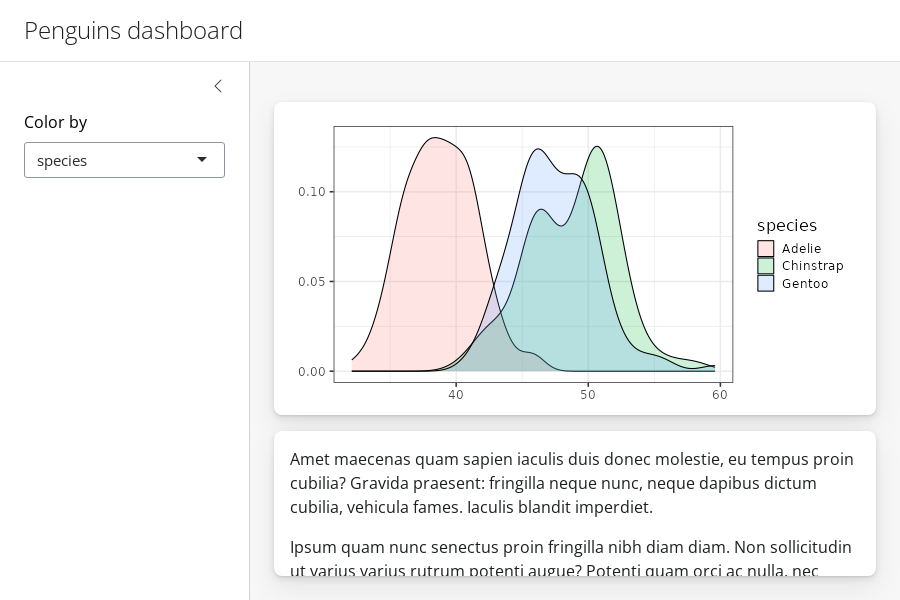 Penguins dashboard
Color by
species
0.10
0.05
0.00
40 50 60
species
Adelie
Chinstrap
Gentoo
Amet maecenas quam sapien iaculis duis donec molestie, eu tempus proin
cubilia? Gravida praesent: fringilla neque nunc, neque dapibus dictum
cubilia, vehicula fames. Iaculis blandit imperdiet.
Ipsum quam nunc senectus proin fringilla nibh diam diam. Non sollicitudin
ut varius varius rutrum potenti augue? Potenti quam orci ac nulla, nec